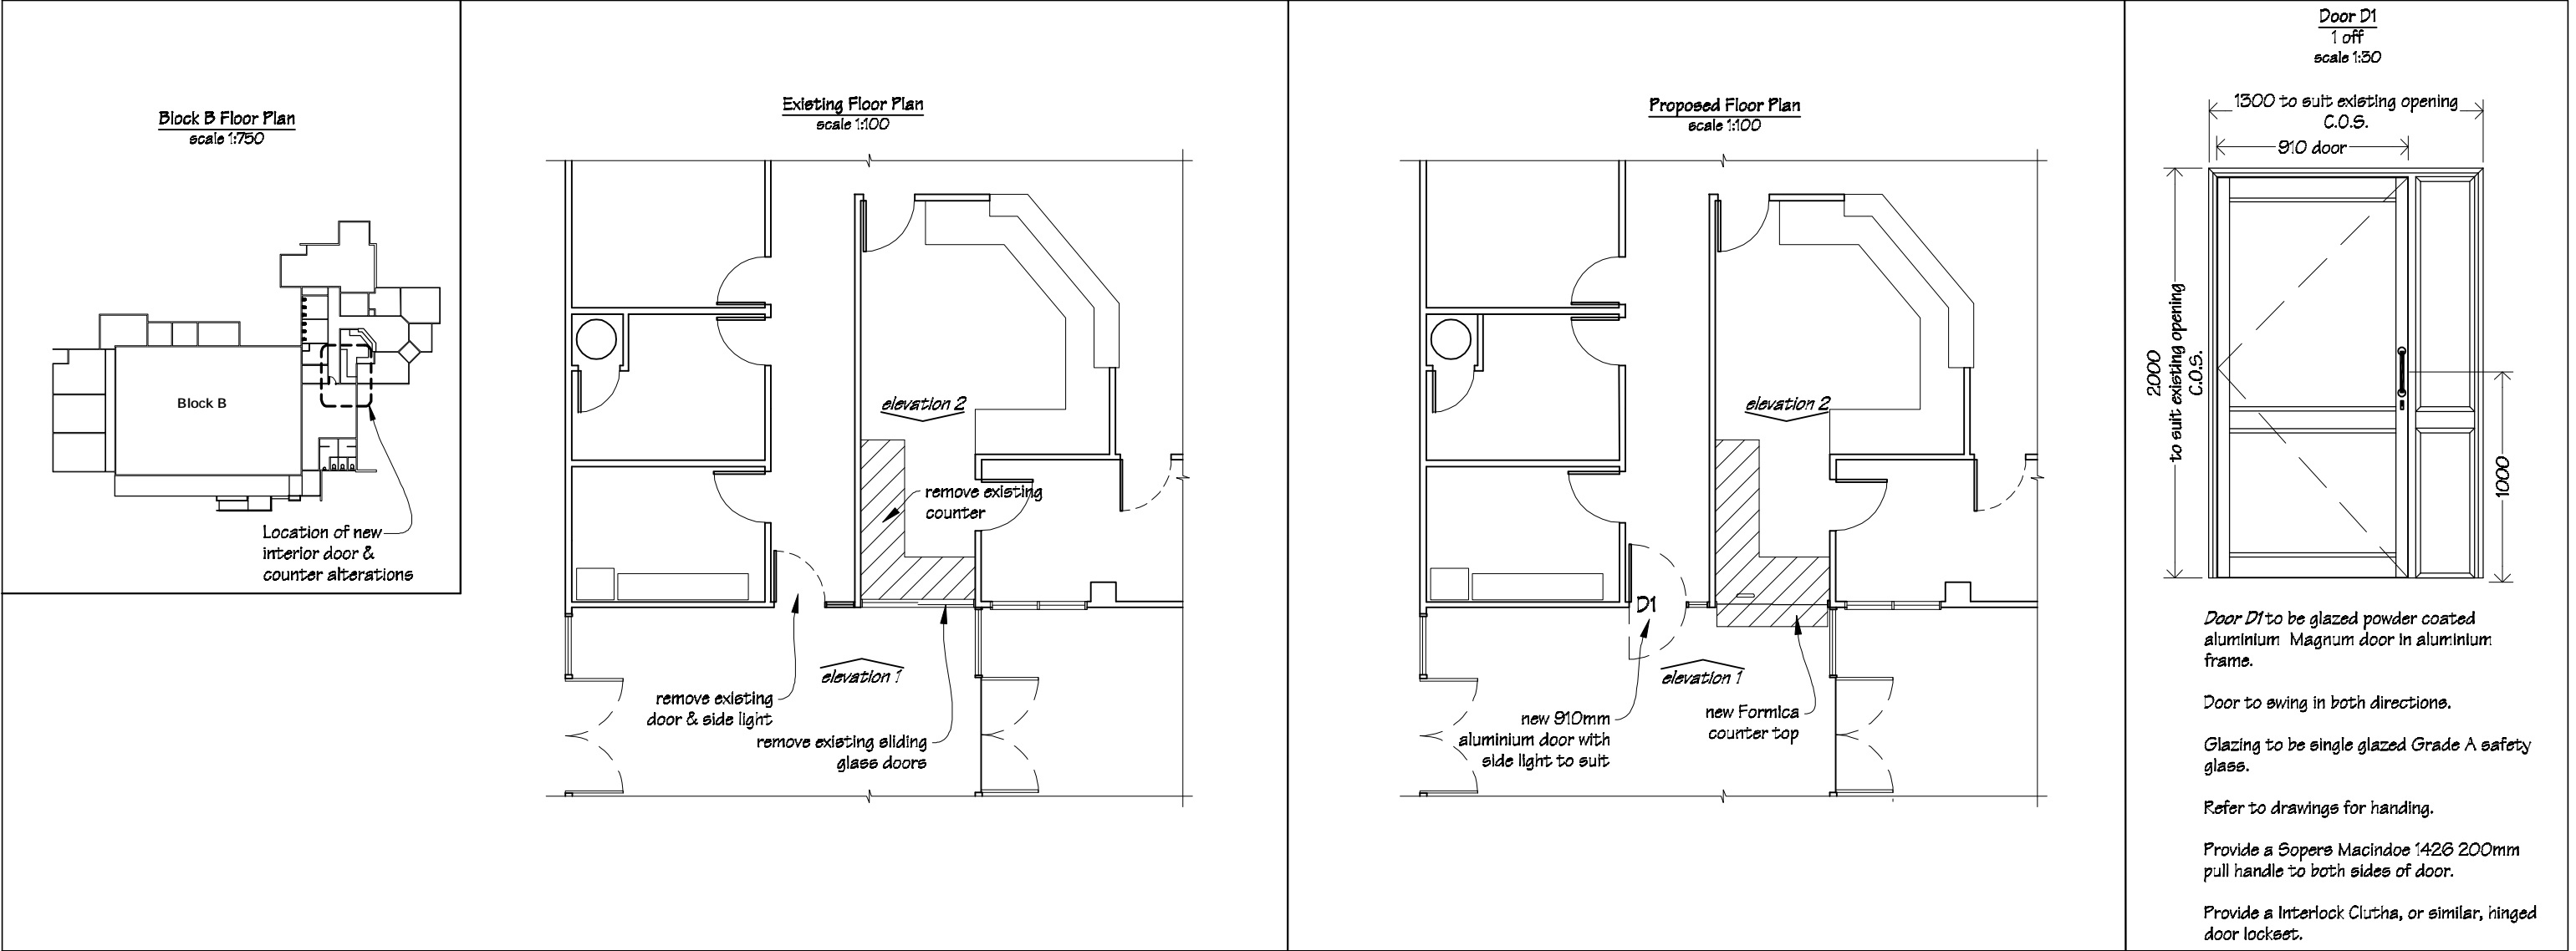 Block B Floor Plan
scale 1:750
Block B
Location of new
interior door &
counter alterations
Existing Floor Plan
scale 1:100
elevation 2
remove existing
counter
elevation 1
remove existing
door & side light
remove existing sliding
glass doors
Proposed Floor Plan
scale 1:100
elevation 2
D1
elevation 1
new 910mm
aluminium door with
side light to suit
new Formica
counter top
Door D1
1 off
scale 1:30
1300 to suit existing opening
C.O.S.
910 door
2000
to suit existing opening
C.O.S.
1000
Door D1 to be glazed powder coated
aluminium Magnum door in aluminium
frame.
Door to swing in both directions.
Glazing to be single glazed Grade A safety
glass.
Refer to drawings for handing.
Provide a Sopers Macindoe 1426 200mm
pull handle to both sides of door.
Provide a Interlock Clutha, or similar, hinged
door lockset.